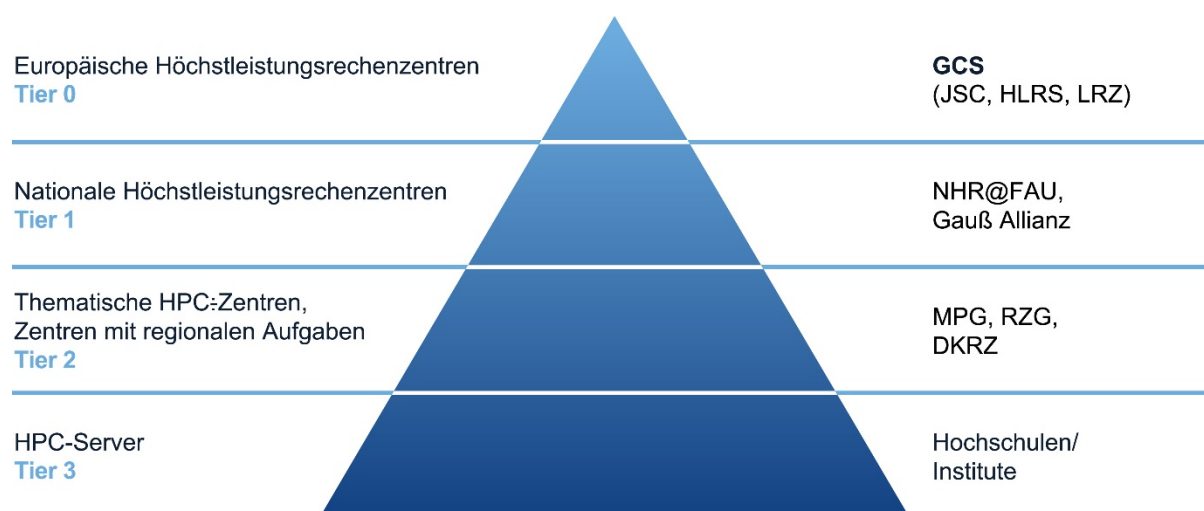 Europäische Höchstleistungsrechenzentren
Tier 0
GCS
(JSC, HLRS, LRZ)
Nationale Höchstleistungsrechenzentren
Tier 1
NHR@FAU,
Gauß Allianz
Thematische HPC-Zentren,
Zentren mit regionalen Aufgaben
Tier 2
MPG, RZG,
DKRZ
HPC-Server
Tier 3
Hochschulen/
Institute